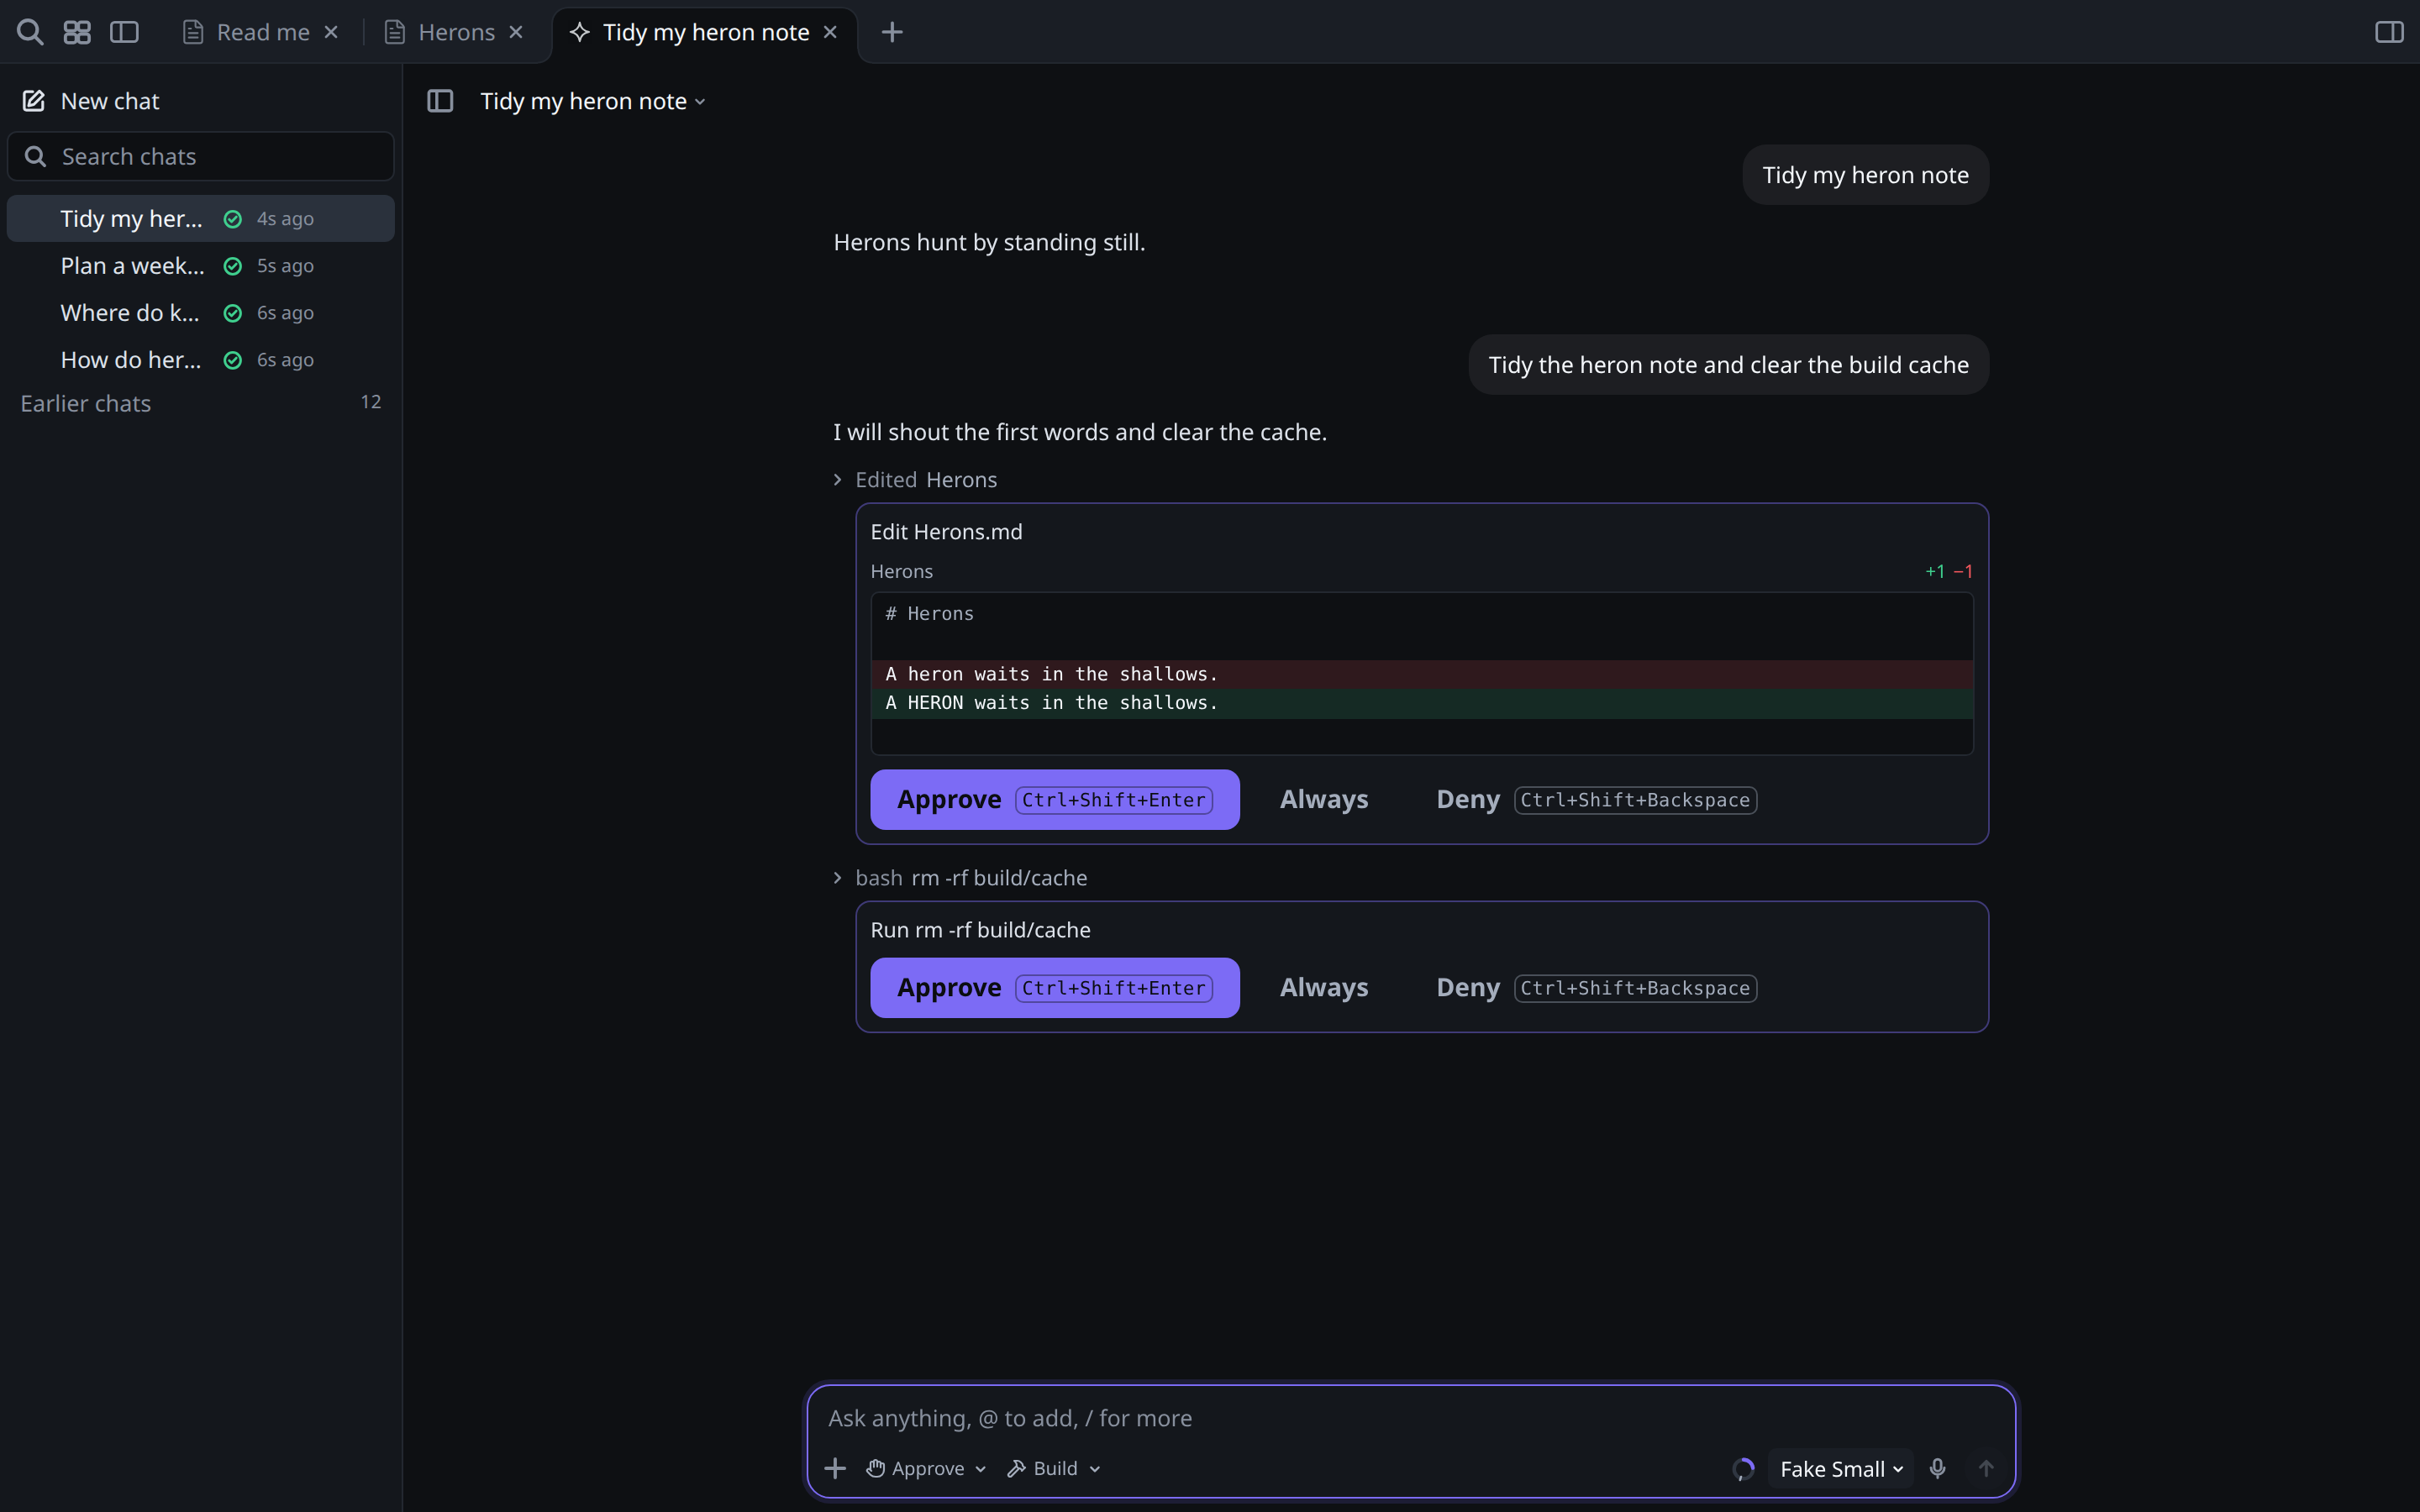 Read me
Herons
Tidy my heron note
New chat
Search chats
Tidy my her... 4s ago
Plan a week... 5s ago
Where do k... 6s ago
How do her... 6s ago
Earlier chats 12
Tidy my heron note
Tidy my heron note
Herons hunt by standing still.
Tidy the heron note and clear the build cache
I will shout the first words and clear the cache.
Edited Herons
Edit Herons.md
Herons +1 −1
# Herons
A heron waits in the shallows.
A HERON waits in the shallows.
Approve Ctrl+Shift+Enter Always Deny Ctrl+Shift+Backspace
bash rm -rf build/cache
Run rm -rf build/cache
Approve Ctrl+Shift+Enter Always Deny Ctrl+Shift+Backspace
Ask anything, @ to add, / for more
Approve Build Fake Small